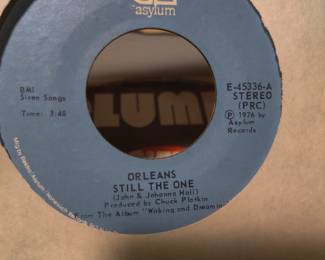 asylum
BMI
Siren Songs
Time: 3:48
E-45336-A
STEREO
(PRC)
Ⓟ 1976 by
Asylum
Records
LUMB
ORLEANS
STILL THE ONE
(John & Johanna Hall)
Produced by Chuck Plotkin
From The Album "Waking and Dreaming